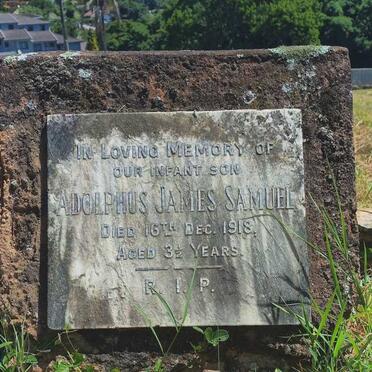 IN LOVING MEMORY OF
OUR INFANT SON
ADOLPHUS JAMES SAMUEL
DIED 16TH DEC. 1918.
AGED 3½ YEARS.
R.I.P.